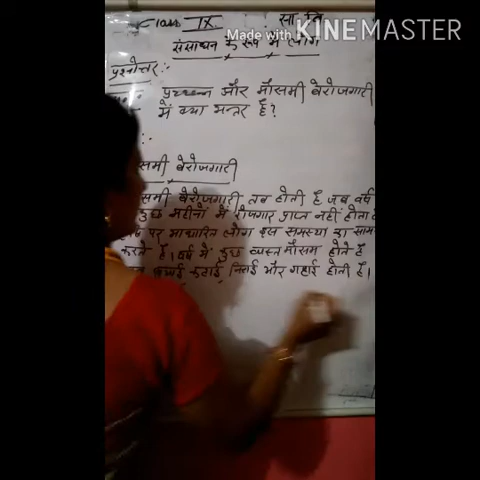 Made with KINEMASTER
Class IX सा वि
संसाधन के रूप में लोग
प्रश्नोत्तर :-
प्रच्छन्न और मौसमी बेरोजगारी
में क्या अन्तर है?
समी बेरोजगारी
समी बेरोजगारी तब होती है जब वर्ष
कुछ महीनों में रोजगार प्राप्त नहीं होता
पर आधारित लोग इस समस्या का साम
करते हैं। वर्ष में कुछ व्यस्त मौसम होते है
कटाई, निराई और गहाई होती है।